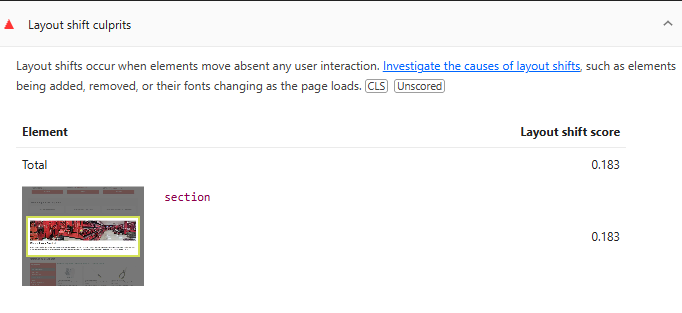 Layout shift culprits
Layout shifts occur when elements move absent any user interaction. Investigate the causes of layout shifts, such as elements
being added, removed, or their fonts changing as the page loads. CLS Unscored
Element Layout shift score
Total 0.183
section
0.183